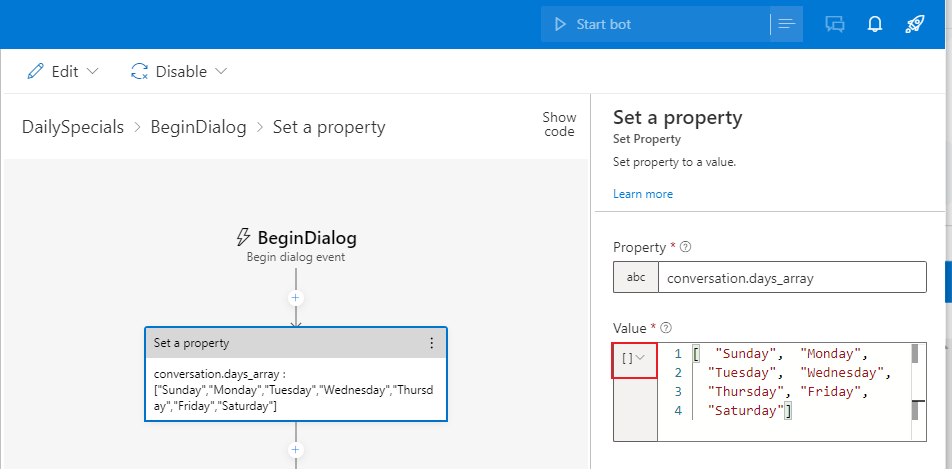 Start bot
Edit
Disable
DailySpecials > BeginDialog > Set a property
Show
code
BeginDialog
Begin dialog event
Set a property
conversation.days_array :
["Sunday","Monday","Tuesday","Wednesday","Thursd
ay","Friday","Saturday"]
Set a property
Set Property
Set property to a value.
Learn more
Property *
abc conversation.days_array
Value *
[ ]
1 [ "Sunday", "Monday",
2 "Tuesday", "Wednesday",
3 "Thursday", "Friday",
4 "Saturday"]